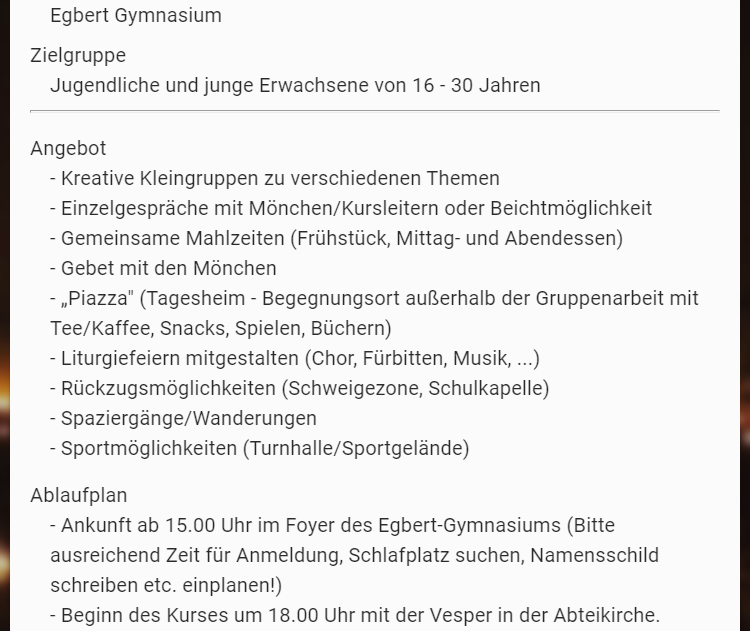 Egbert Gymnasium
Zielgruppe
Jugendliche und junge Erwachsene von 16 - 30 Jahren
Angebot
- Kreative Kleingruppen zu verschiedenen Themen
- Einzelgespräche mit Mönchen/Kursleitern oder Beichtmöglichkeit
- Gemeinsame Mahlzeiten (Frühstück, Mittag- und Abendessen)
- Gebet mit den Mönchen
- „Piazza" (Tagesheim - Begegnungsort außerhalb der Gruppenarbeit mit
Tee/Kaffee, Snacks, Spielen, Büchern)
- Liturgiefeiern mitgestalten (Chor, Fürbitten, Musik, ...)
- Rückzugsmöglichkeiten (Schweigezone, Schulkapelle)
- Spaziergänge/Wanderungen
- Sportmöglichkeiten (Turnhalle/Sportgelände)
Ablaufplan
- Ankunft ab 15.00 Uhr im Foyer des Egbert-Gymnasiums (Bitte
ausreichend Zeit für Anmeldung, Schlafplatz suchen, Namensschild
schreiben etc. einplanen!)
- Beginn des Kurses um 18.00 Uhr mit der Vesper in der Abteikirche.